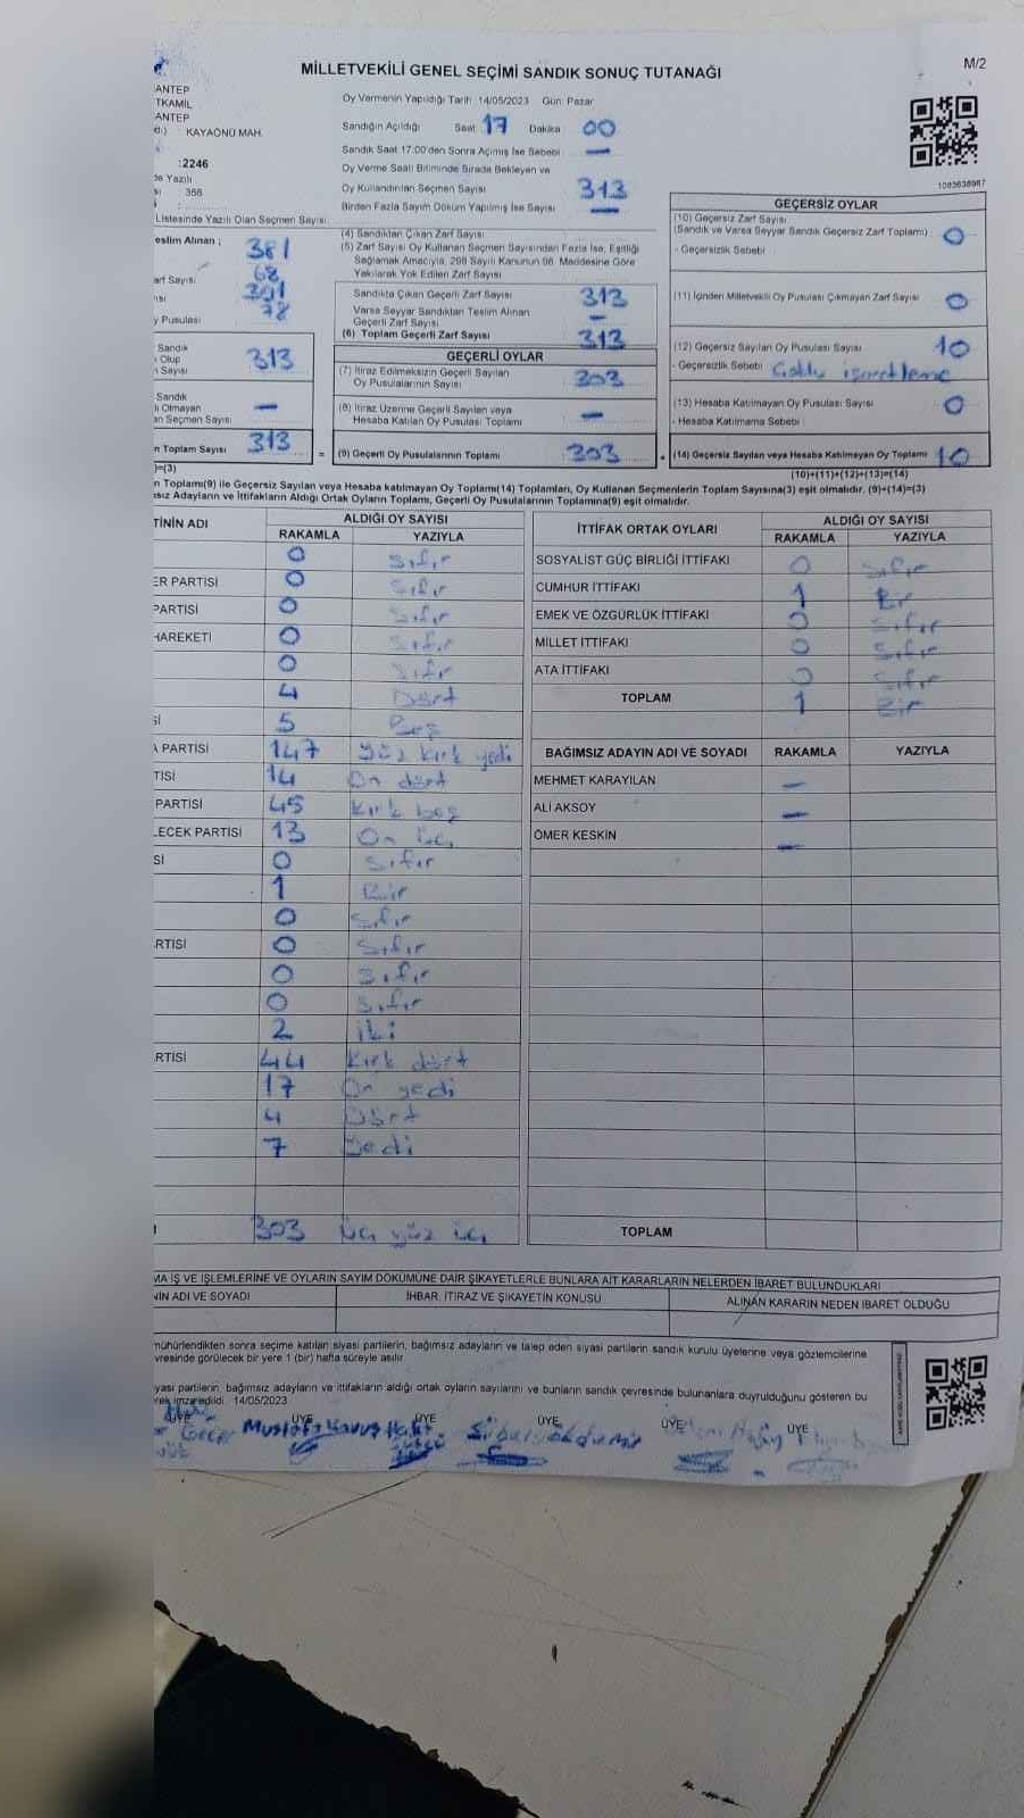 MİLLETVEKİLİ GENEL SEÇİMİ SANDIK SONUÇ TUTANAĞI
M/2
ANTEP
TKAMİL
ANTEP
KAYAÖNÜ MAH.
:2246
de Yazılı
: 356
Listesinde Yazılı Olan Seçmen Sayısı
Oy Vermenin Yapıldığı Tarih 14/05/2023 Gün: Pazar
Sandığın Açıldığı Saat 17 Dakika 00
Sandık Saat 17:00'den Sonra Açılmış İse Sebebi —
Oy Verme Saati Bitiminde Sırada Bekleyen ve
Oy Kullandırılan Seçmen Sayısı 313
Birden Fazla Sayım Döküm Yapılmış İse Sayısı —
eslim Alınan : 381
68
arf Sayısı 391
78
y Pusulası
Sandık
Olup
Sayısı 313
Sandık
Olmayan
an Seçmen Sayısı —
n Toplam Sayısı 313
)=(3)
(4) Sandıktan Çıkan Zarf Sayısı
(5) Zarf Sayısı Oy Kullanan Seçmen Sayısından Fazla İse, Eşitliği
Sağlamak Amacıyla, 298 Sayılı Kanunun 98. Maddesine Göre
Yakılarak Yok Edilen Zarf Sayısı
Sandıkta Çıkan Geçerli Zarf Sayısı 313
Varsa Seyyar Sandıktan Teslim Alınan
Geçerli Zarf Sayısı —
(6) Toplam Geçerli Zarf Sayısı 313
GEÇERLİ OYLAR
(7) İtiraz Edilmeksizin Geçerli Sayılan
Oy Pusulalarının Sayısı 303
(8) İtiraz Üzerine Geçerli Sayılan veya
Hesaba Katılan Oy Pusulası Toplamı —
= (9) Geçerli Oy Pusulalarının Toplamı 303 +
1083638987
GEÇERSİZ OYLAR
(10) Geçersiz Zarf Sayısı
(Sandık ve Varsa Seyyar Sandık Geçersiz Zarf Toplamı) 0
- Geçersizlik Sebebi
(11) İçinden Milletvekili Oy Pusulası Çıkmayan Zarf Sayısı 0
(12) Geçersiz Sayılan Oy Pusulası Sayısı 10
- Geçersizlik Sebebi işaretleme
(13) Hesaba Katılmayan Oy Pusulası Sayısı 0
- Hesaba Katılmama Sebebi
(14) Geçersiz Sayılan veya Hesaba Katılmayan Oy Toplamı 10
(10)+(11)+(12)+(13)=(14)
n Toplamı(9) ile Geçersiz Sayılan veya Hesaba katılmayan Oy Toplamı(14) Toplamları, Oy Kullanan Seçmenlerin Toplam Sayısına(3) eşit olmalıdır. (9)+(14)=(3)
ısız Adayların ve İttifakların Aldığı Ortak Oyların Toplamı, Geçerli Oy Pusulalarının Toplamına(9) eşit olmalıdır.
TİNİN ADI ALDIĞI OY SAYISI
RAKAMLA YAZIYLA
0 Sıfır
ER PARTİSİ 0 Sıfır
PARTİSİ 0 Sıfır
HAREKETİ 0 Sıfır
0 Sıfır
4 Dört
Sİ 5 Beş
A PARTİSİ 147 Yüz kırk yedi
TİSİ 14 On dört
PARTİSİ 45 Kırk beş
LECEK PARTİSİ 13 On üç
Sİ 0 Sıfır
1 Bir
0 Sıfır
RTİSİ 0 Sıfır
0 Sıfır
0 Sıfır
2 iki
RTİSİ 44 Kırk dört
17 On yedi
4 Dört
7 Yedi
303 Üç yüz üç
İTTİFAK ORTAK OYLARI ALDIĞI OY SAYISI
RAKAMLA YAZIYLA
SOSYALİST GÜÇ BİRLİĞİ İTTİFAKI 0 Sıfır
CUMHUR İTTİFAKI 1 Bir
EMEK VE ÖZGÜRLÜK İTTİFAKI 0 Sıfır
MİLLET İTTİFAKI 0 Sıfır
ATA İTTİFAKI 0 Sıfır
TOPLAM 1 Bir
BAĞIMSIZ ADAYIN ADI VE SOYADI RAKAMLA YAZIYLA
MEHMET KARAYILAN —
ALİ AKSOY —
ÖMER KESKİN —
TOPLAM
MA İŞ VE İŞLEMLERİNE VE OYLARIN SAYIM DÖKÜMÜNE DAİR ŞİKAYETLERLE BUNLARA AİT KARARLARIN NELERDEN İBARET BULUNDUKLARI
NİN ADI VE SOYADI İHBAR, İTİRAZ VE ŞİKAYETİN KONUSU ALINAN KARARIN NEDEN İBARET OLDUĞU
mühürlendikten sonra seçime katılan siyasi partilerin, bağımsız adayların ve talep eden siyasi partilerin sandık kurulu üyelerine veya gözlemcilerine
vresinde görülecek bir yere 1 (bir) hafta süreyle asılır.
yasi partilerin, bağımsız adayların ve ittifakların aldığı ortak oyların sayılarını ve bunların sandık çevresinde bulunanlara duyrulduğunu gösteren bu
rek imzaredildi. 14/05/2023
ÜYE ÜYE ÜYE ÜYE ÜYE ÜYE